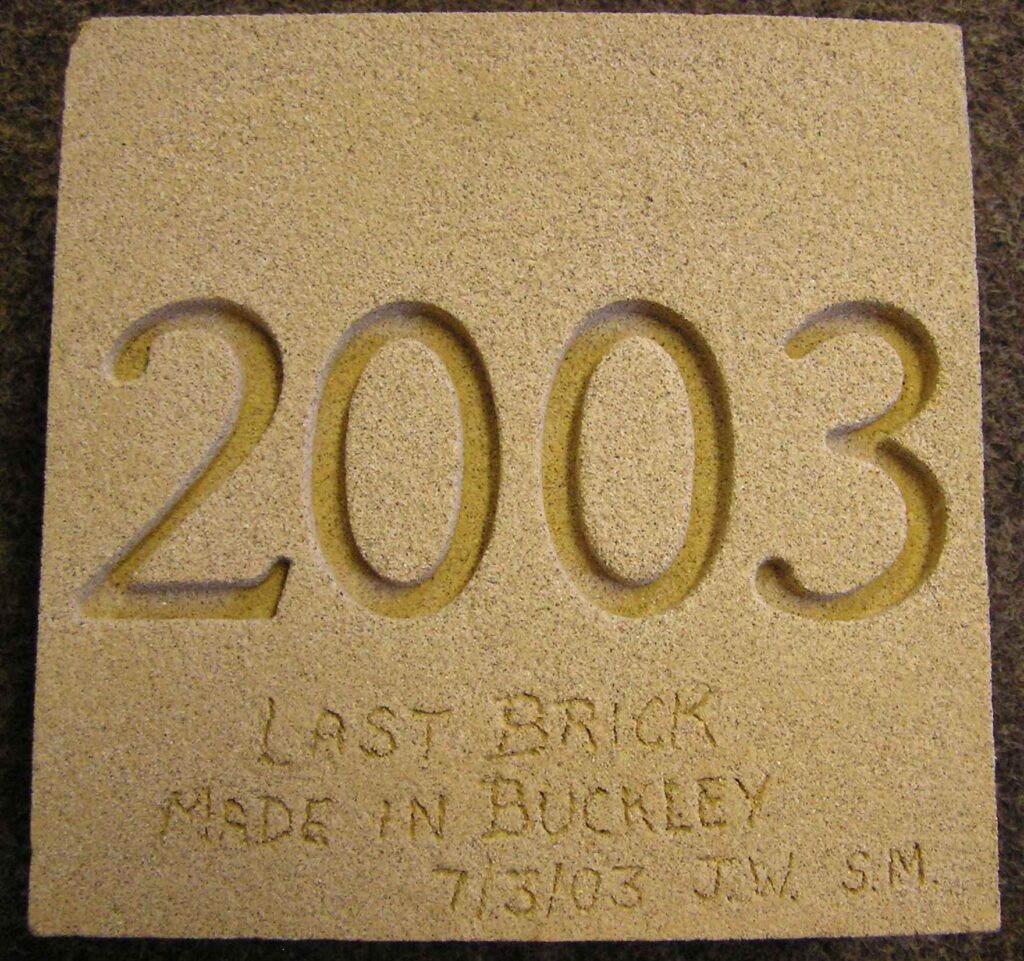 2003
LAST BRICK
MADE IN BUCKLEY
7/3/03 J.W. S.M.